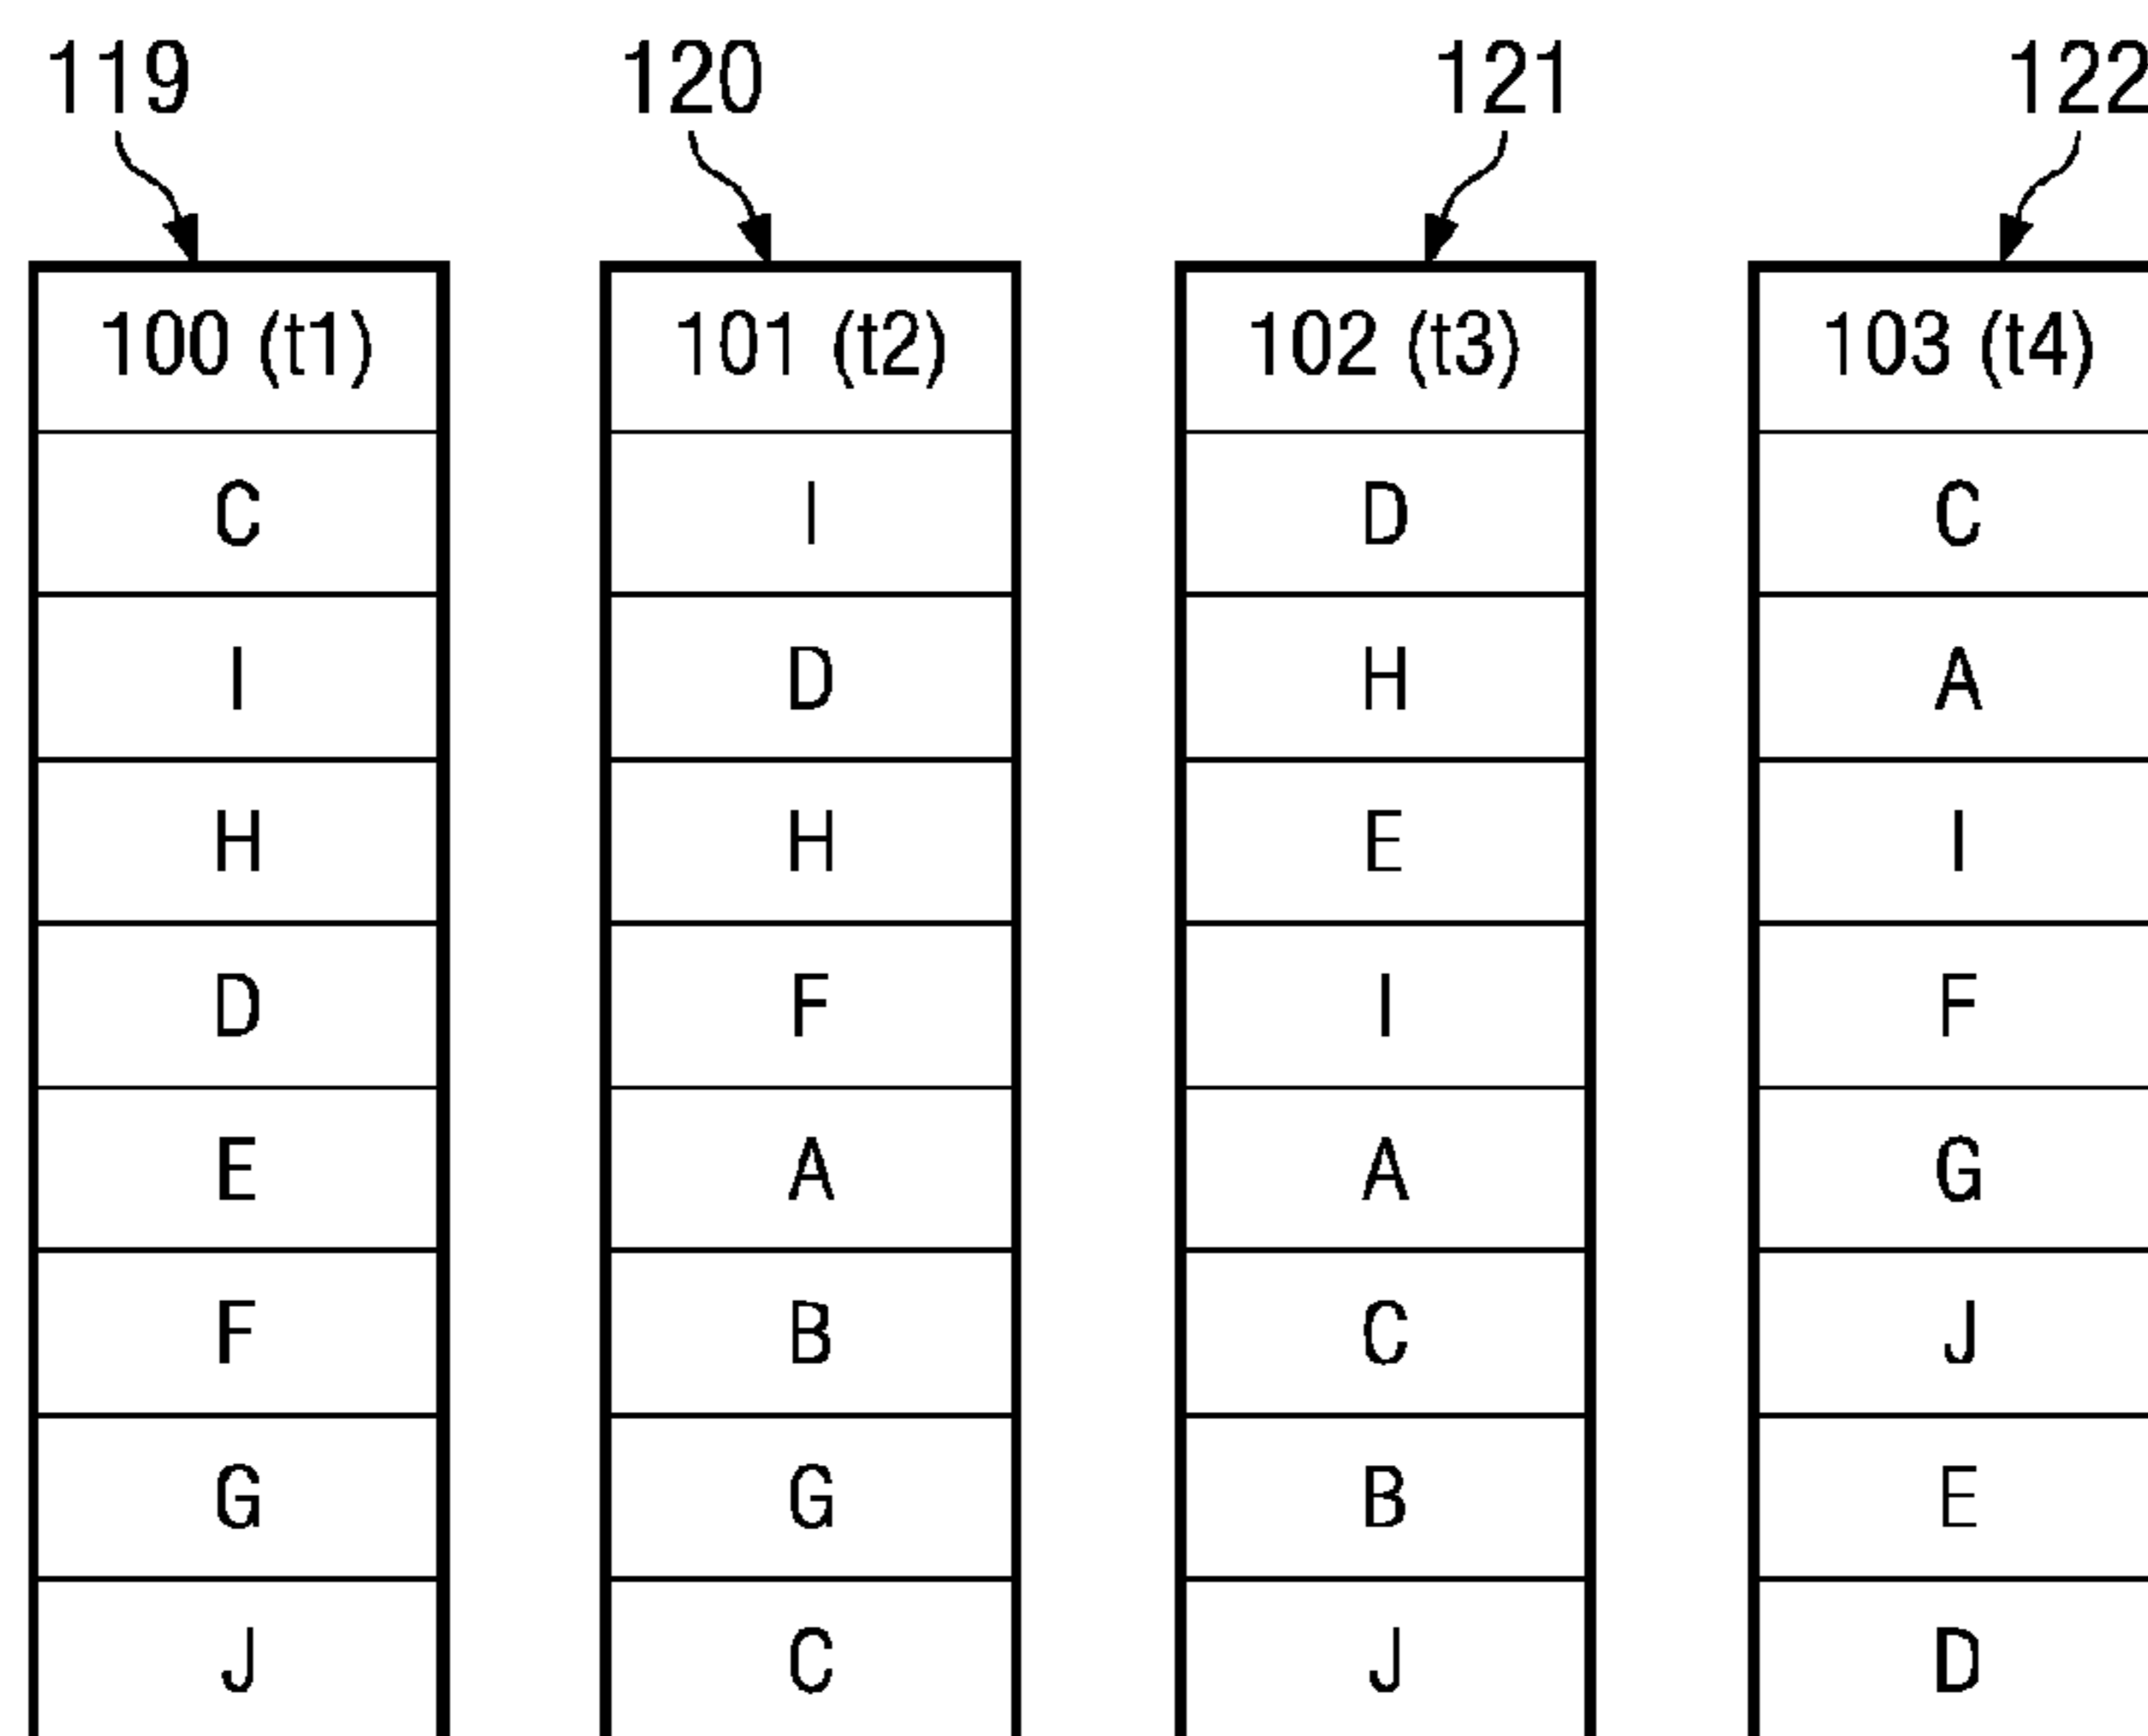 119 120 121 122
100 (t1) 101 (t2) 102 (t3) 103 (t4)
C I D C
I D H A
H H E I
D F I F
E A A G
F B C J
G G B E
J C J D